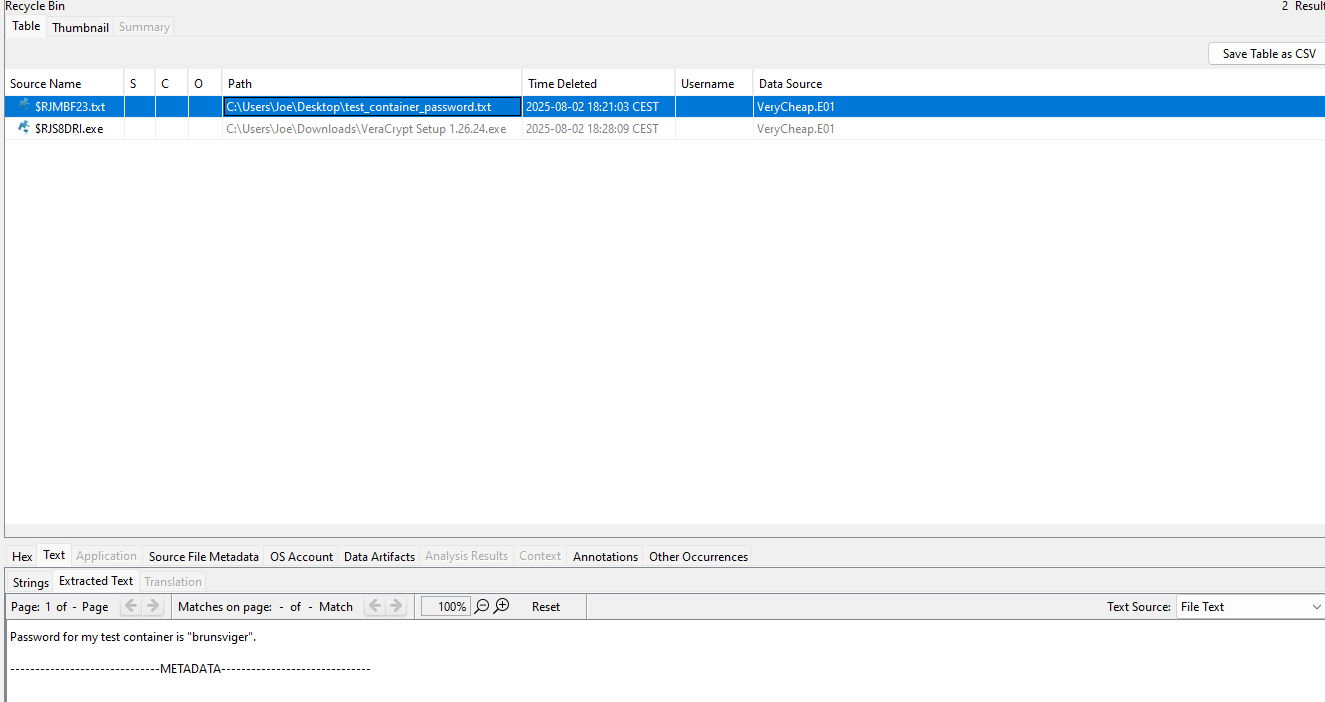 Recycle Bin 2 Result
Table Thumbnail Summary
Save Table as CSV
Source Name S C O Path Time Deleted Username Data Source
$RJMBF23.txt C:\Users\Joe\Desktop\test_container_password.txt 2025-08-02 18:21:03 CEST VeryCheap.E01
$RJS8DRI.exe C:\Users\Joe\Downloads\VeraCrypt Setup 1.26.24.exe 2025-08-02 18:28:09 CEST VeryCheap.E01
Hex Text Application Source File Metadata OS Account Data Artifacts Analysis Results Context Annotations Other Occurrences
Strings Extracted Text Translation
Page: 1 of - Page Matches on page: - of - Match 100% Reset Text Source: File Text
Password for my test container is "brunsviger".
------------------------------METADATA------------------------------